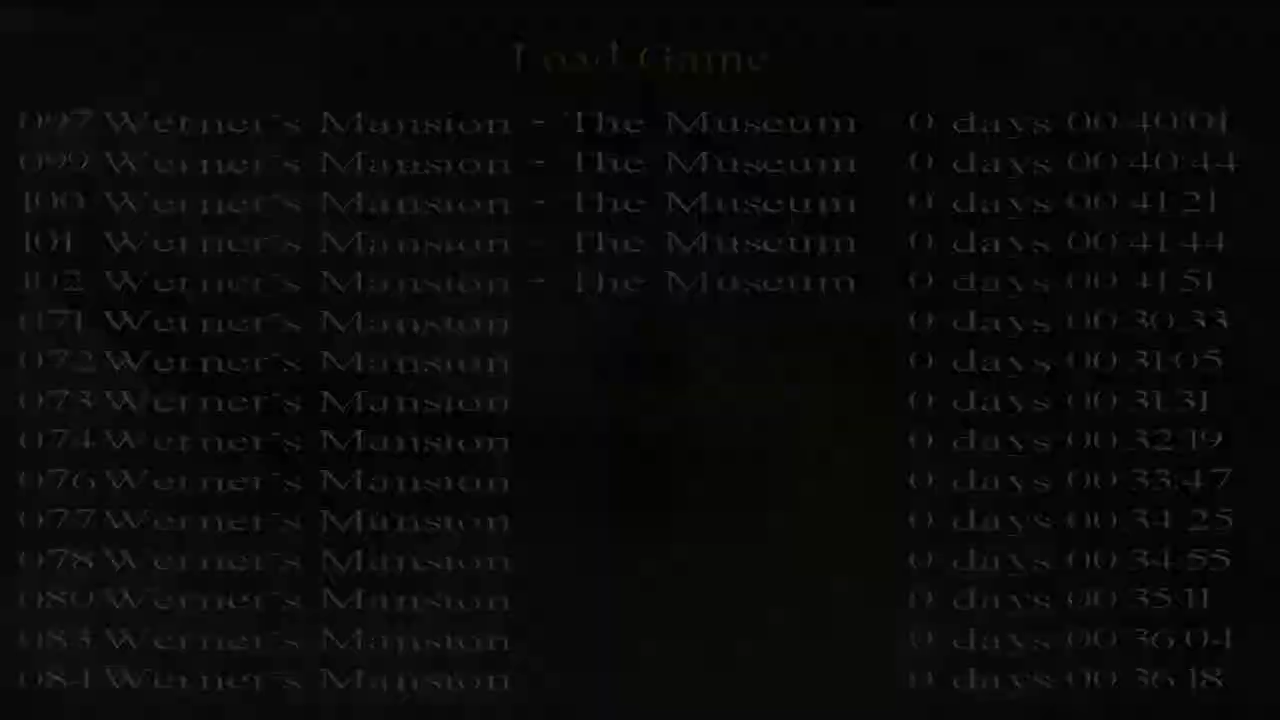 Load Game
097 Werner's Mansion - The Museum 0 days 00:40:01
099 Werner's Mansion - The Museum 0 days 00:40:44
100 Werner's Mansion - The Museum 0 days 00:41:21
101 Werner's Mansion - The Museum 0 days 00:41:44
102 Werner's Mansion - The Museum 0 days 00:41:51
071 Werner's Mansion 0 days 00:30:33
072 Werner's Mansion 0 days 00:31:05
073 Werner's Mansion 0 days 00:31:31
074 Werner's Mansion 0 days 00:32:19
076 Werner's Mansion 0 days 00:33:47
077 Werner's Mansion 0 days 00:34:25
078 Werner's Mansion 0 days 00:34:55
080 Werner's Mansion 0 days 00:35:11
083 Werner's Mansion 0 days 00:36:04
084 Werner's Mansion 0 days 00:36:18